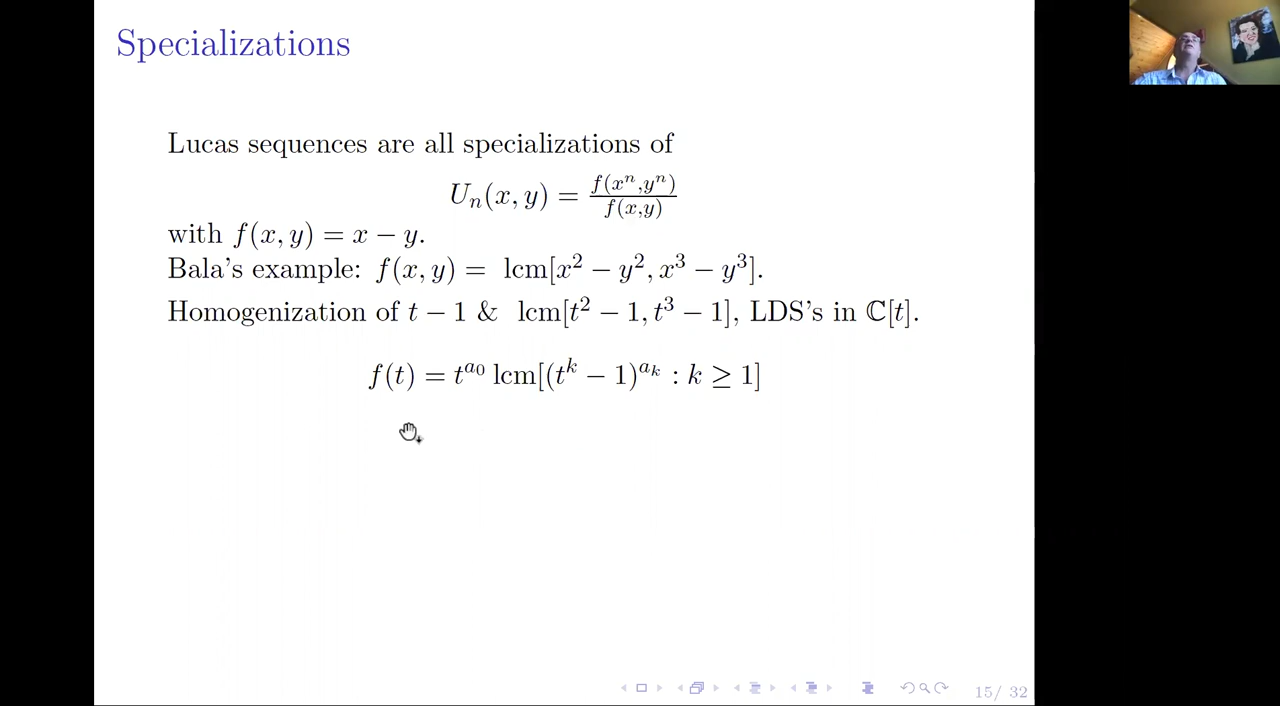 Specializations
Lucas sequences are all specializations of
U_n(x, y) = f(x^n,y^n)/f(x,y)
with f(x, y) = x − y.
Bala's example: f(x, y) = lcm[x^2 − y^2, x^3 − y^3].
Homogenization of t − 1 & lcm[t^2 − 1, t^3 − 1], LDS's in ℂ[t].
f(t) = t^{a_0} lcm[(t^k − 1)^{a_k} : k ≥ 1]
15/ 32